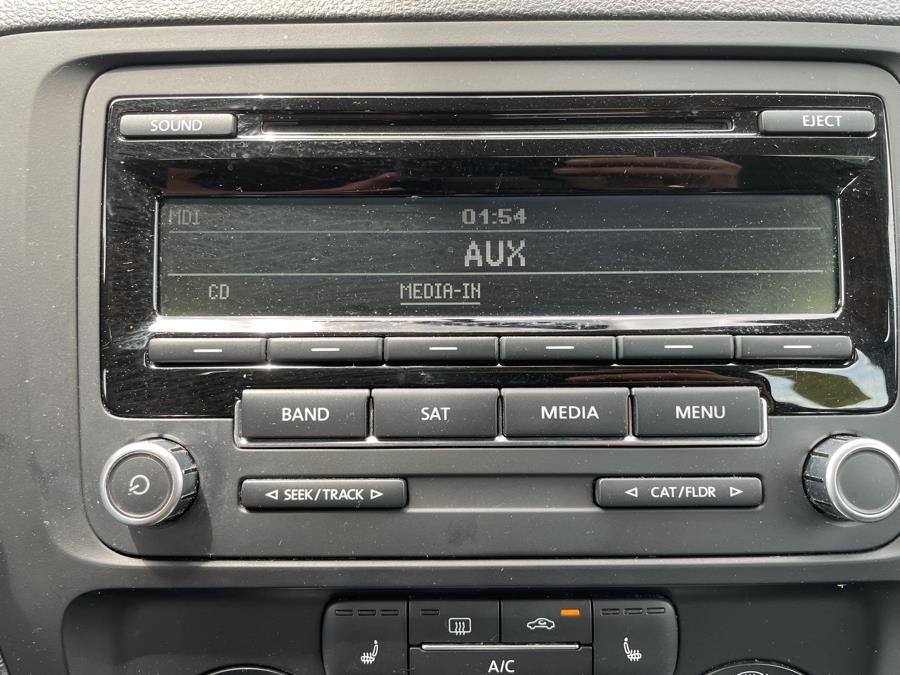 SOUND EJECT
MDI 01:54
AUX
CD MEDIA-IN
BAND SAT MEDIA MENU
◁ SEEK/TRACK ▷ ◁ CAT/FLDR ▷
A/C